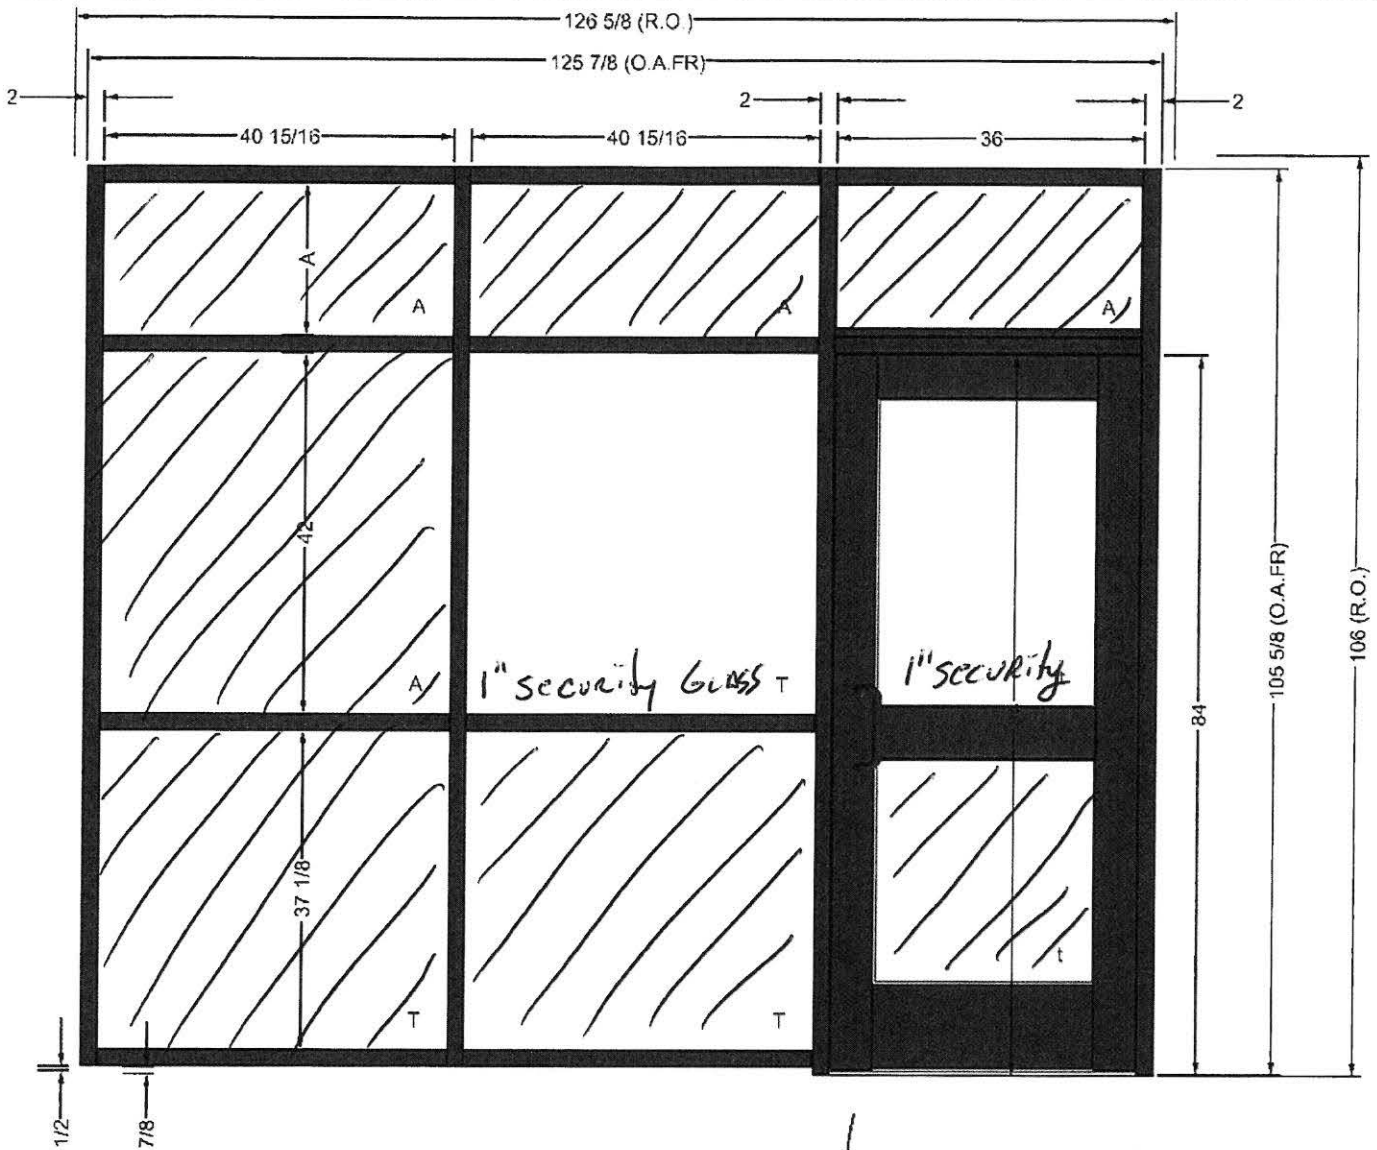 126 5/8 (R.O.)
125 7/8 (O.A.FR)
2
2
2
40 15/16
40 15/16
36
A
A
A
A
42
A
1" security GLASS T
1" security
t
84
105 5/8 (O.A.FR)
106 (R.O.)
37 1/8
T
T
t
1/2
7/8